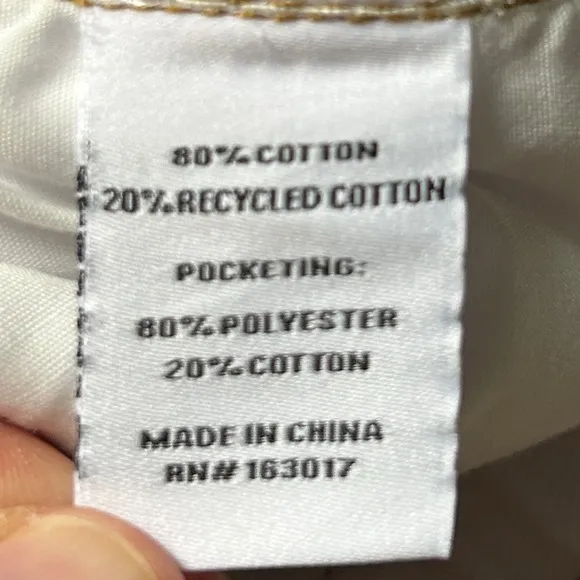 80% COTTON
20% RECYCLED COTTON
POCKETING:
80% POLYESTER
20% COTTON
MADE IN CHINA
RN# 163017